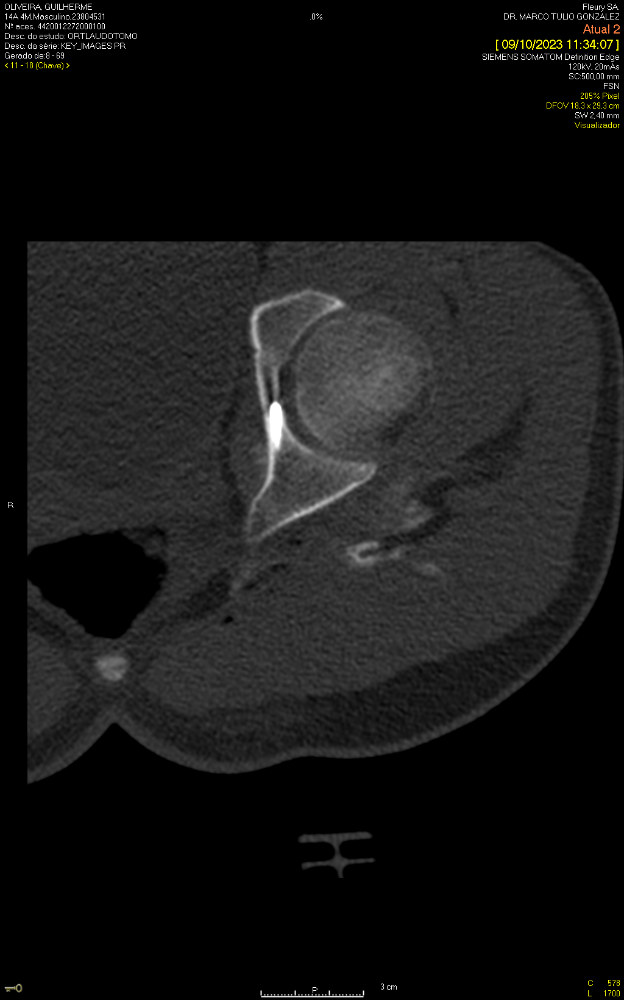 OLIVEIRA, GUILHERME
14A 4M,Masculino,23804531
Nº aces. 4420012272000100
Desc. do estudo: ORTLAUDOTOMO
Desc. da série: KEY_IMAGES PR
Gerado de:8 - 69
< 11 - 18 (Chave) >
.0%
Fleury SA.
DR. MARCO TULIO GONZALEZ
Atual 2
[ 09/10/2023 11:34:07 ]
SIEMENS SOMATOM Definition Edge
120kV, 20mAs
SC:500,00 mm
FSN
205% Pixel
DFOV 18,3 x 29,3 cm
SW 2,40 mm
Visualizador
R
P
3 cm
C 578
L 1700